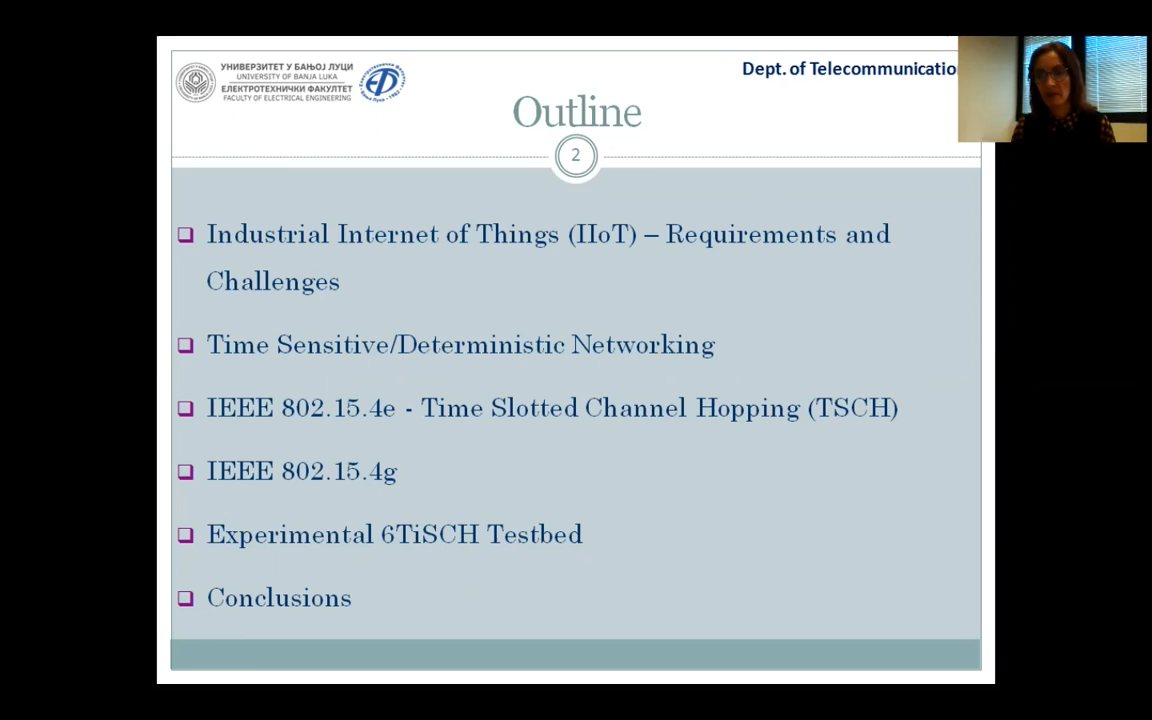 УНИВЕРЗИТЕТ У БАЊОЈ ЛУЦИ
UNIVERSITY OF BANJA LUKA
ЕЛЕКТРОТЕХНИЧКИ ФАКУЛТЕТ
FACULTY OF ELECTRICAL ENGINEERING
Dept. of Telecommunicatio
Outline
2
Industrial Internet of Things (IIoT) – Requirements and
Challenges
Time Sensitive/Deterministic Networking
IEEE 802.15.4e - Time Slotted Channel Hopping (TSCH)
IEEE 802.15.4g
Experimental 6TiSCH Testbed
Conclusions